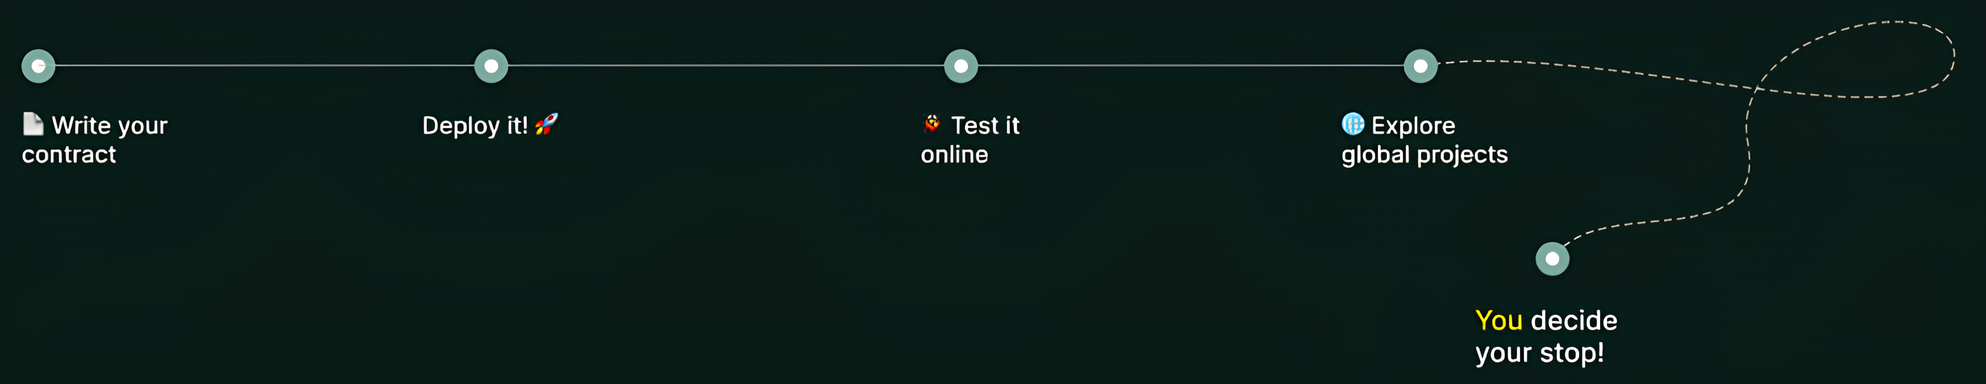 📄 Write your
contract
Deploy it! 🚀
Test it
online
🌐 Explore
global projects
You decide
your stop!